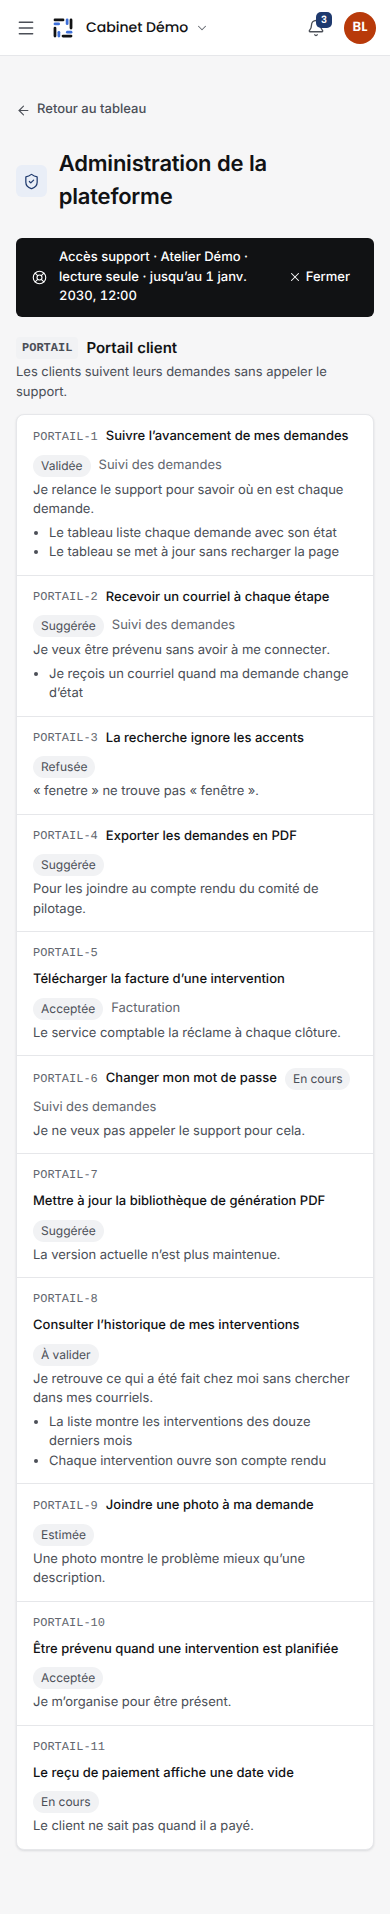 Cabinet Démo
3
BL
Retour au tableau
Administration de la
plateforme
Accès support · Atelier Démo ·
lecture seule · jusqu’au 1 janv.
2030, 12:00
Fermer
PORTAIL Portail client
Les clients suivent leurs demandes sans appeler le
support.
PORTAIL-1 Suivre l’avancement de mes demandes
Validée Suivi des demandes
Je relance le support pour savoir où en est chaque
demande.
• Le tableau liste chaque demande avec son état
• Le tableau se met à jour sans recharger la page
PORTAIL-2 Recevoir un courriel à chaque étape
Suggérée Suivi des demandes
Je veux être prévenu sans avoir à me connecter.
• Je reçois un courriel quand ma demande change
d’état
PORTAIL-3 La recherche ignore les accents
Refusée
« fenetre » ne trouve pas « fenêtre ».
PORTAIL-4 Exporter les demandes en PDF
Suggérée
Pour les joindre au compte rendu du comité de
pilotage.
PORTAIL-5
Télécharger la facture d’une intervention
Acceptée Facturation
Le service comptable la réclame à chaque clôture.
PORTAIL-6 Changer mon mot de passe En cours
Suivi des demandes
Je ne veux pas appeler le support pour cela.
PORTAIL-7
Mettre à jour la bibliothèque de génération PDF
Suggérée
La version actuelle n’est plus maintenue.
PORTAIL-8
Consulter l’historique de mes interventions
À valider
Je retrouve ce qui a été fait chez moi sans chercher
dans mes courriels.
• La liste montre les interventions des douze
derniers mois
• Chaque intervention ouvre son compte rendu
PORTAIL-9 Joindre une photo à ma demande
Estimée
Une photo montre le problème mieux qu’une
description.
PORTAIL-10
Être prévenu quand une intervention est planifiée
Acceptée
Je m’organise pour être présent.
PORTAIL-11
Le reçu de paiement affiche une date vide
En cours
Le client ne sait pas quand il a payé.